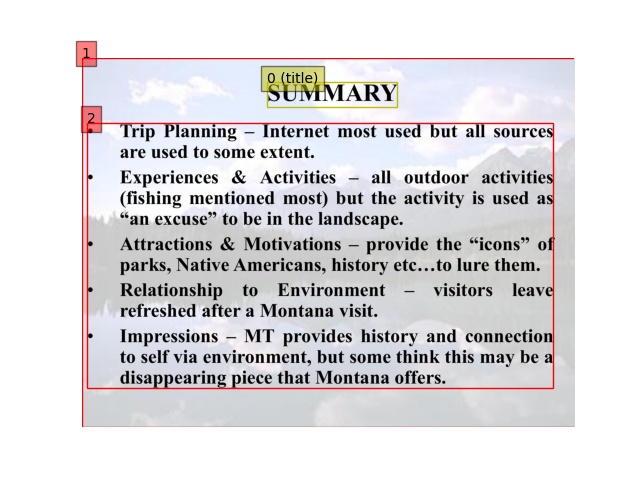 1
0 (title)
SUMMARY
2
• Trip Planning – Internet most used but all sources
are used to some extent.
• Experiences & Activities – all outdoor activities
(fishing mentioned most) but the activity is used as
“an excuse” to be in the landscape.
• Attractions & Motivations – provide the “icons” of
parks, Native Americans, history etc…to lure them.
• Relationship to Environment – visitors leave
refreshed after a Montana visit.
• Impressions – MT provides history and connection
to self via environment, but some think this may be a
disappearing piece that Montana offers.